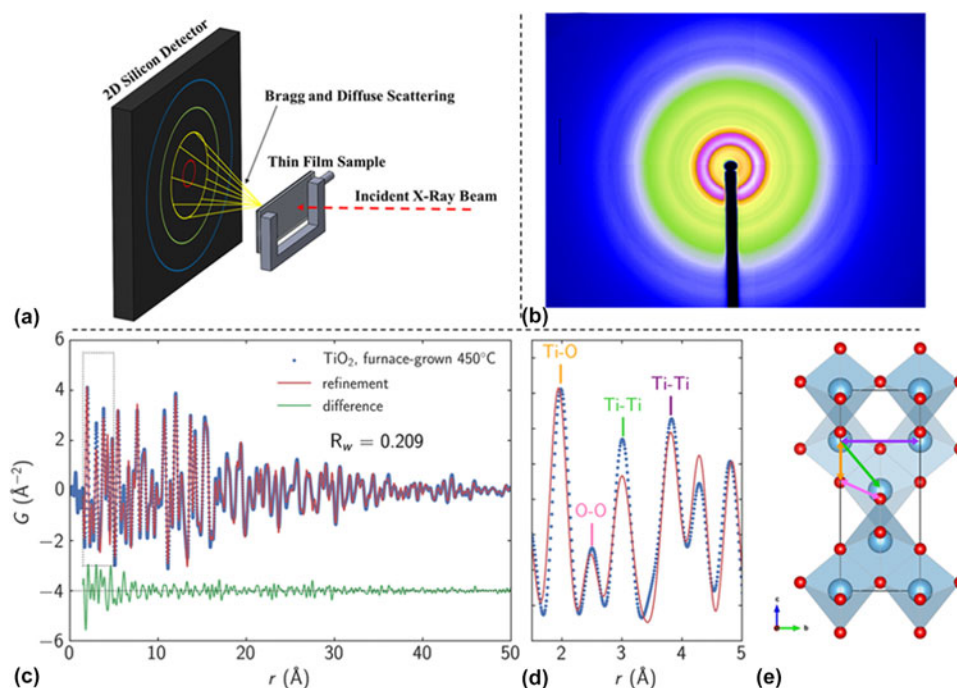 2D Silicon Detector
Bragg and Diffuse Scattering
Thin Film Sample
Incident X-Ray Beam
(a)
(b)
6
4
2
0
−2
−4
−6
G (Å⁻²)
TiO₂, furnace-grown 450°C
refinement
difference
R_w = 0.209
0 10 20 30 40 50
r (Å)
(c)
Ti-O
Ti-Ti
Ti-Ti
O-O
2 3 4 5
r (Å)
(d)
c
b
(e)